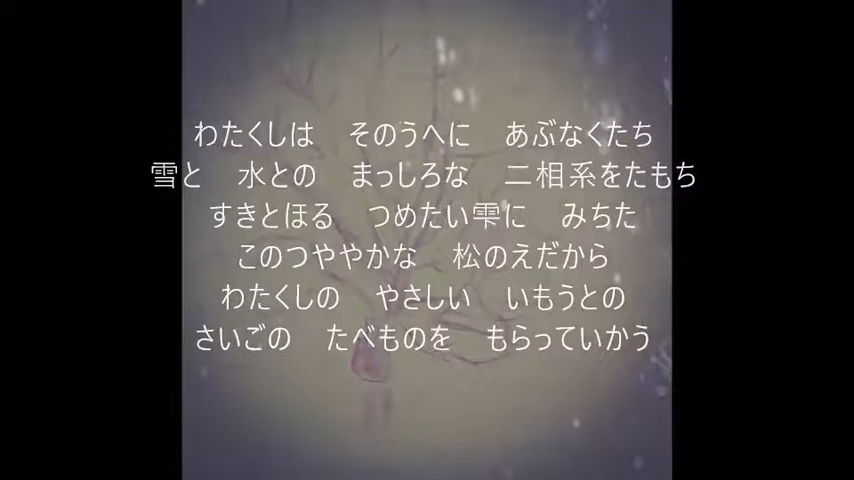 わたくしは　そのうへに　あぶなくたち
雪と　水との　まっしろな　二相系をたもち
すきとほる　つめたい雫に　みちた
このつややかな　松のえだから
わたくしの　やさしい　いもうとの
さいごの　たべものを　もらっていかう